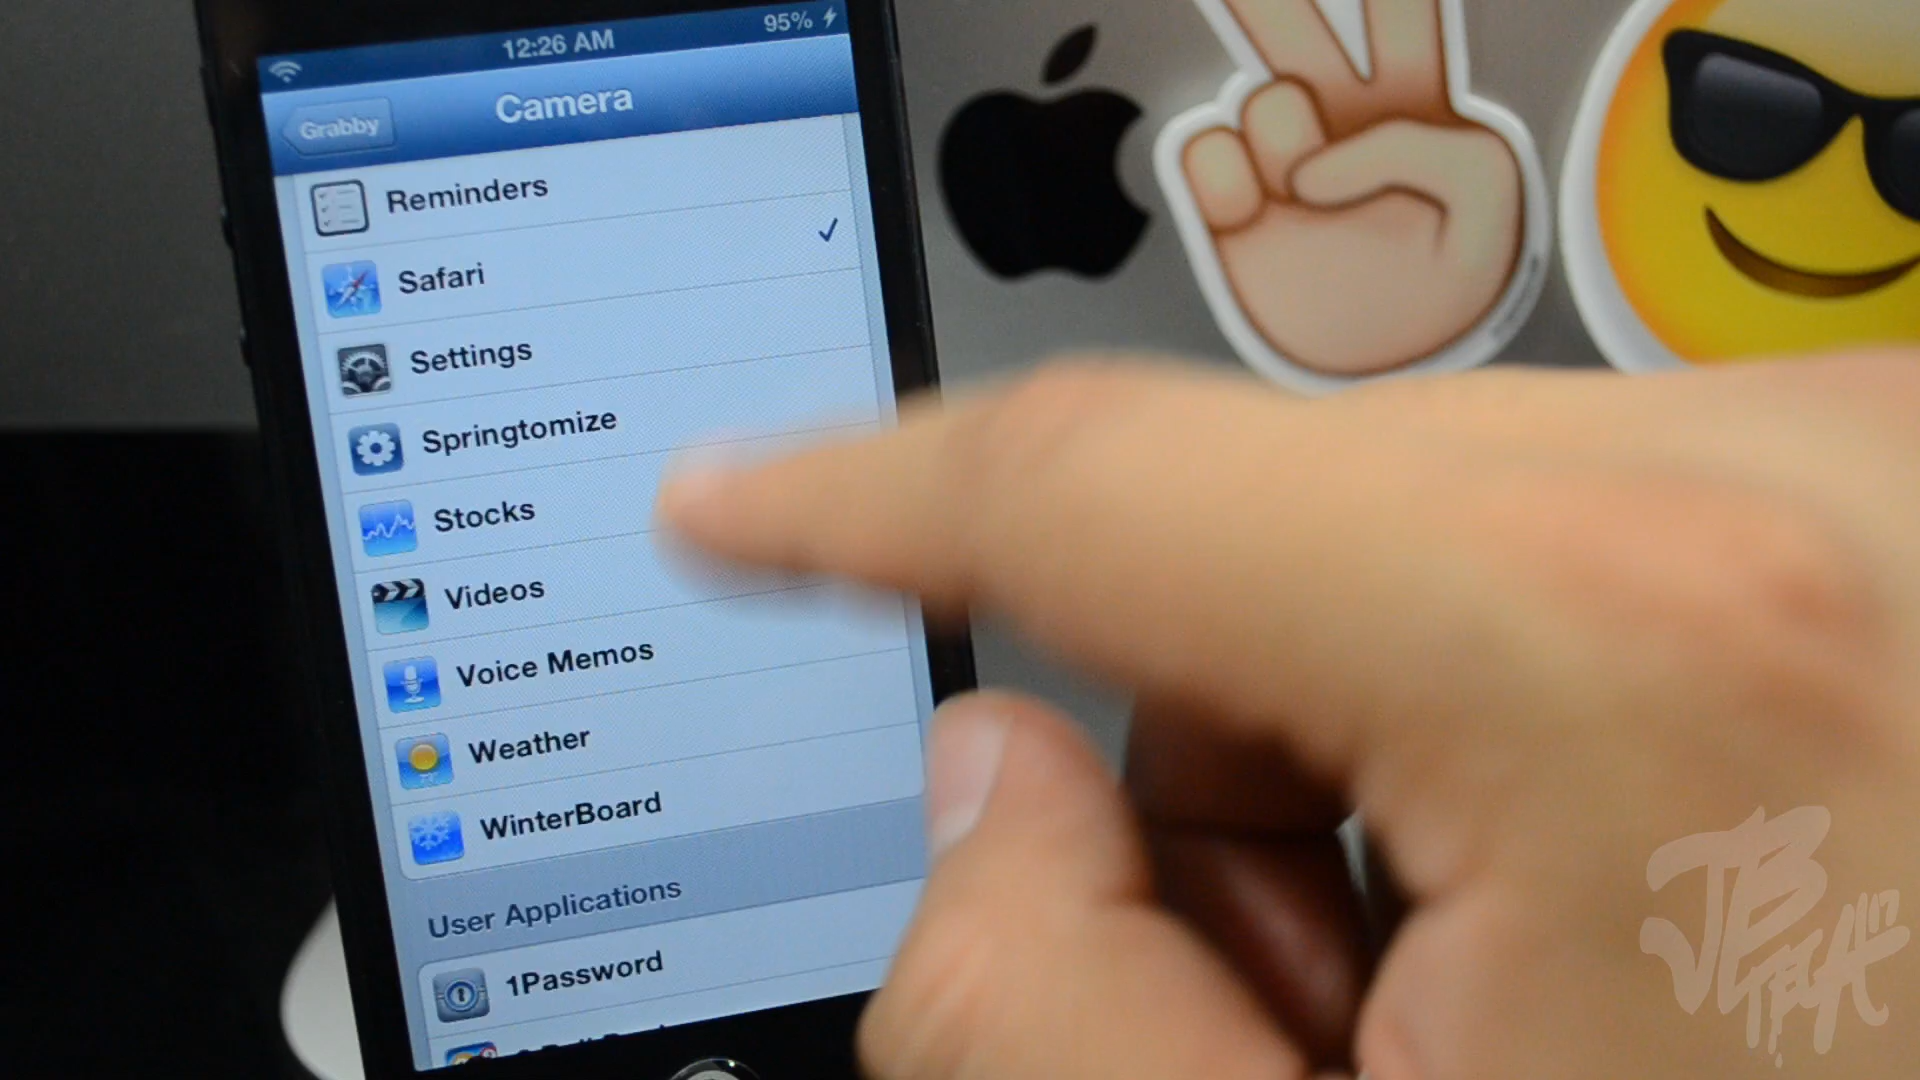 12:26 AM
95%
Grabby
Camera
Reminders
Safari
Settings
Springtomize
Stocks
Videos
Voice Memos
Weather
WinterBoard
User Applications
1Password